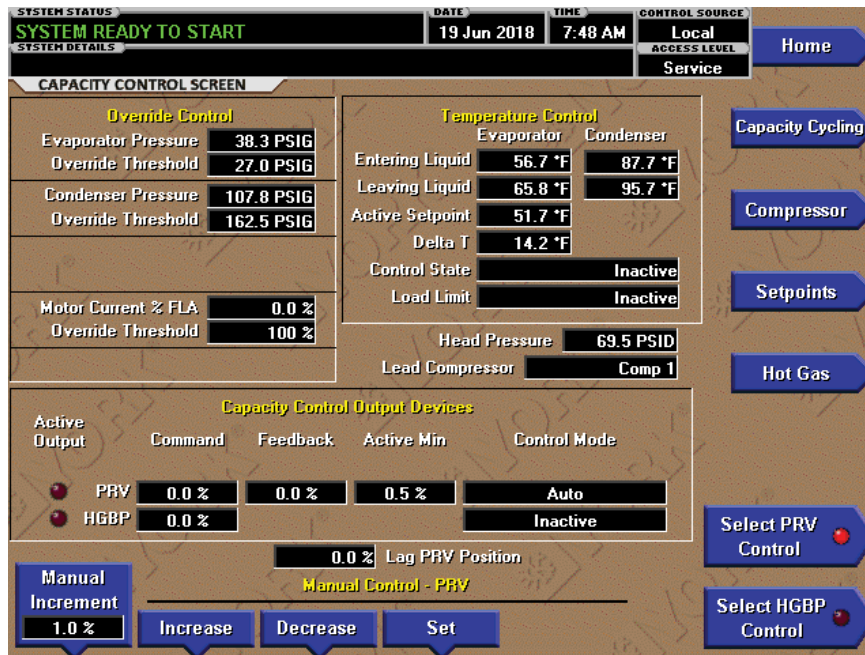 SYSTEM STATUS
SYSTEM READY TO START
DATE
19 Jun 2018
TIME
7:48 AM
CONTROL SOURCE
Local
SYSTEM DETAILS
ACCESS LEVEL
Service
Home
CAPACITY CONTROL SCREEN
Override Control
Evaporator Pressure 38.3 PSIG
Override Threshold 27.0 PSIG
Condenser Pressure 107.8 PSIG
Override Threshold 162.5 PSIG
Motor Current % FLA 0.0 %
Override Threshold 100 %
Temperature Control
Evaporator Condenser
Entering Liquid 56.7 °F 87.7 °F
Leaving Liquid 65.8 °F 95.7 °F
Active Setpoint 51.7 °F
Delta T 14.2 °F
Control State Inactive
Load Limit Inactive
Head Pressure 69.5 PSID
Lead Compressor Comp 1
Capacity Cycling
Compressor
Setpoints
Hot Gas
Capacity Control Output Devices
Active
Output Command Feedback Active Min Control Mode
PRV 0.0 % 0.0 % 0.5 % Auto
HGBP 0.0 % Inactive
0.0 % Lag PRV Position
Manual Control - PRV
Manual
Increment
1.0 %
Increase
Decrease
Set
Select PRV
Control
Select HGBP
Control
YORK